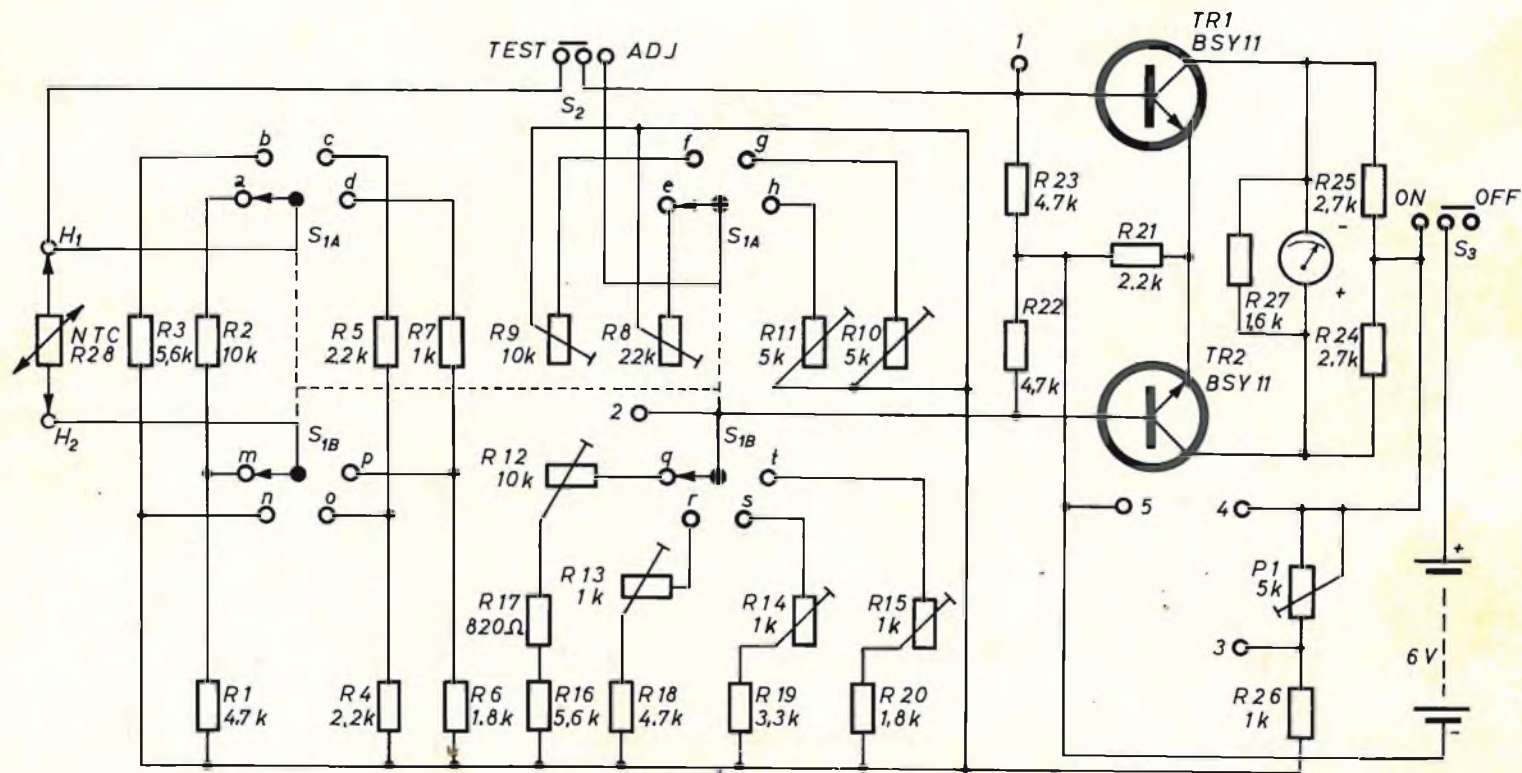 TR1
BSY11
TEST
ADJ
1
S2
b
c
f
g
a
d
e
h
R23
4.7k
R25
2,7k
ON
OFF
H1
S1A
S1A
R21
2.2k
-
S3
NTC
R28
R3
5,6k
R2
10k
R5
2,2k
R7
1k
R9
10k
R8
22k
R11
5k
R10
5k
R22
4,7k
+
R27
1,6k
R24
2.7k
TR2
BSY11
H2
S1B
2
S1B
m
p
R12
10k
q
t
n
o
r
s
5
4
+
R13
1k
P1
5k
R17
820Ω
R14
1k
R15
1k
3
6V
R1
4.7k
R4
2,2k
R6
1.8k
R16
5,6k
R18
4.7k
R19
3,3k
R20
1,8k
R26
1k
-